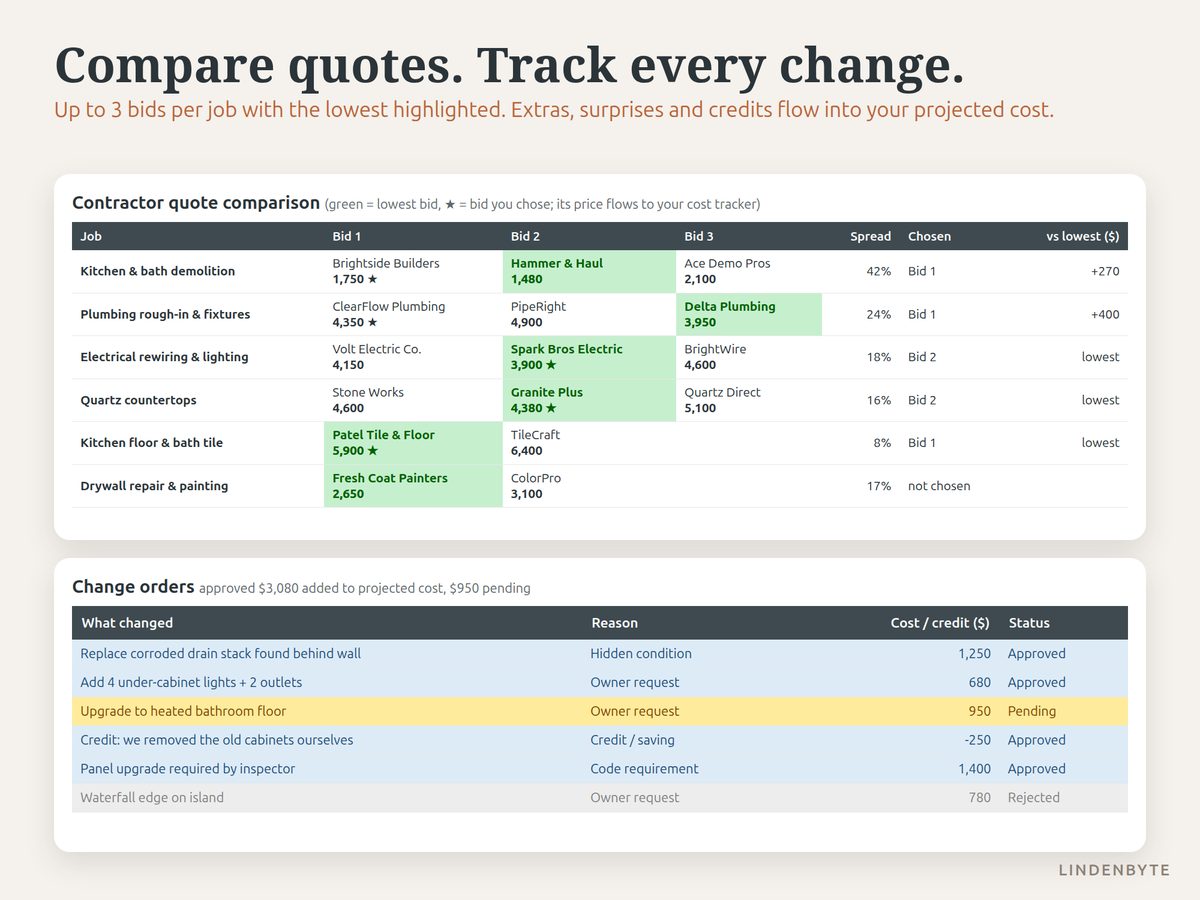 Compare quotes. Track every change.
Up to 3 bids per job with the lowest highlighted. Extras, surprises and credits flow into your projected cost.
Contractor quote comparison (green = lowest bid, ★ = bid you chose; its price flows to your cost tracker)
Job Bid 1 Bid 2 Bid 3 Spread Chosen vs lowest ($)
Kitchen & bath demolition Brightside Builders 1,750 ★ Hammer & Haul 1,480 Ace Demo Pros 2,100 42% Bid 1 +270
Plumbing rough-in & fixtures ClearFlow Plumbing 4,350 ★ PipeRight 4,900 Delta Plumbing 3,950 24% Bid 1 +400
Electrical rewiring & lighting Volt Electric Co. 4,150 Spark Bros Electric 3,900 ★ BrightWire 4,600 18% Bid 2 lowest
Quartz countertops Stone Works 4,600 Granite Plus 4,380 ★ Quartz Direct 5,100 16% Bid 2 lowest
Kitchen floor & bath tile Patel Tile & Floor 5,900 ★ TileCraft 6,400 8% Bid 1 lowest
Drywall repair & painting Fresh Coat Painters 2,650 ColorPro 3,100 17% not chosen
Change orders approved $3,080 added to projected cost, $950 pending
What changed Reason Cost / credit ($) Status
Replace corroded drain stack found behind wall Hidden condition 1,250 Approved
Add 4 under-cabinet lights + 2 outlets Owner request 680 Approved
Upgrade to heated bathroom floor Owner request 950 Pending
Credit: we removed the old cabinets ourselves Credit / saving -250 Approved
Panel upgrade required by inspector Code requirement 1,400 Approved
Waterfall edge on island Owner request 780 Rejected
LINDENBYTE